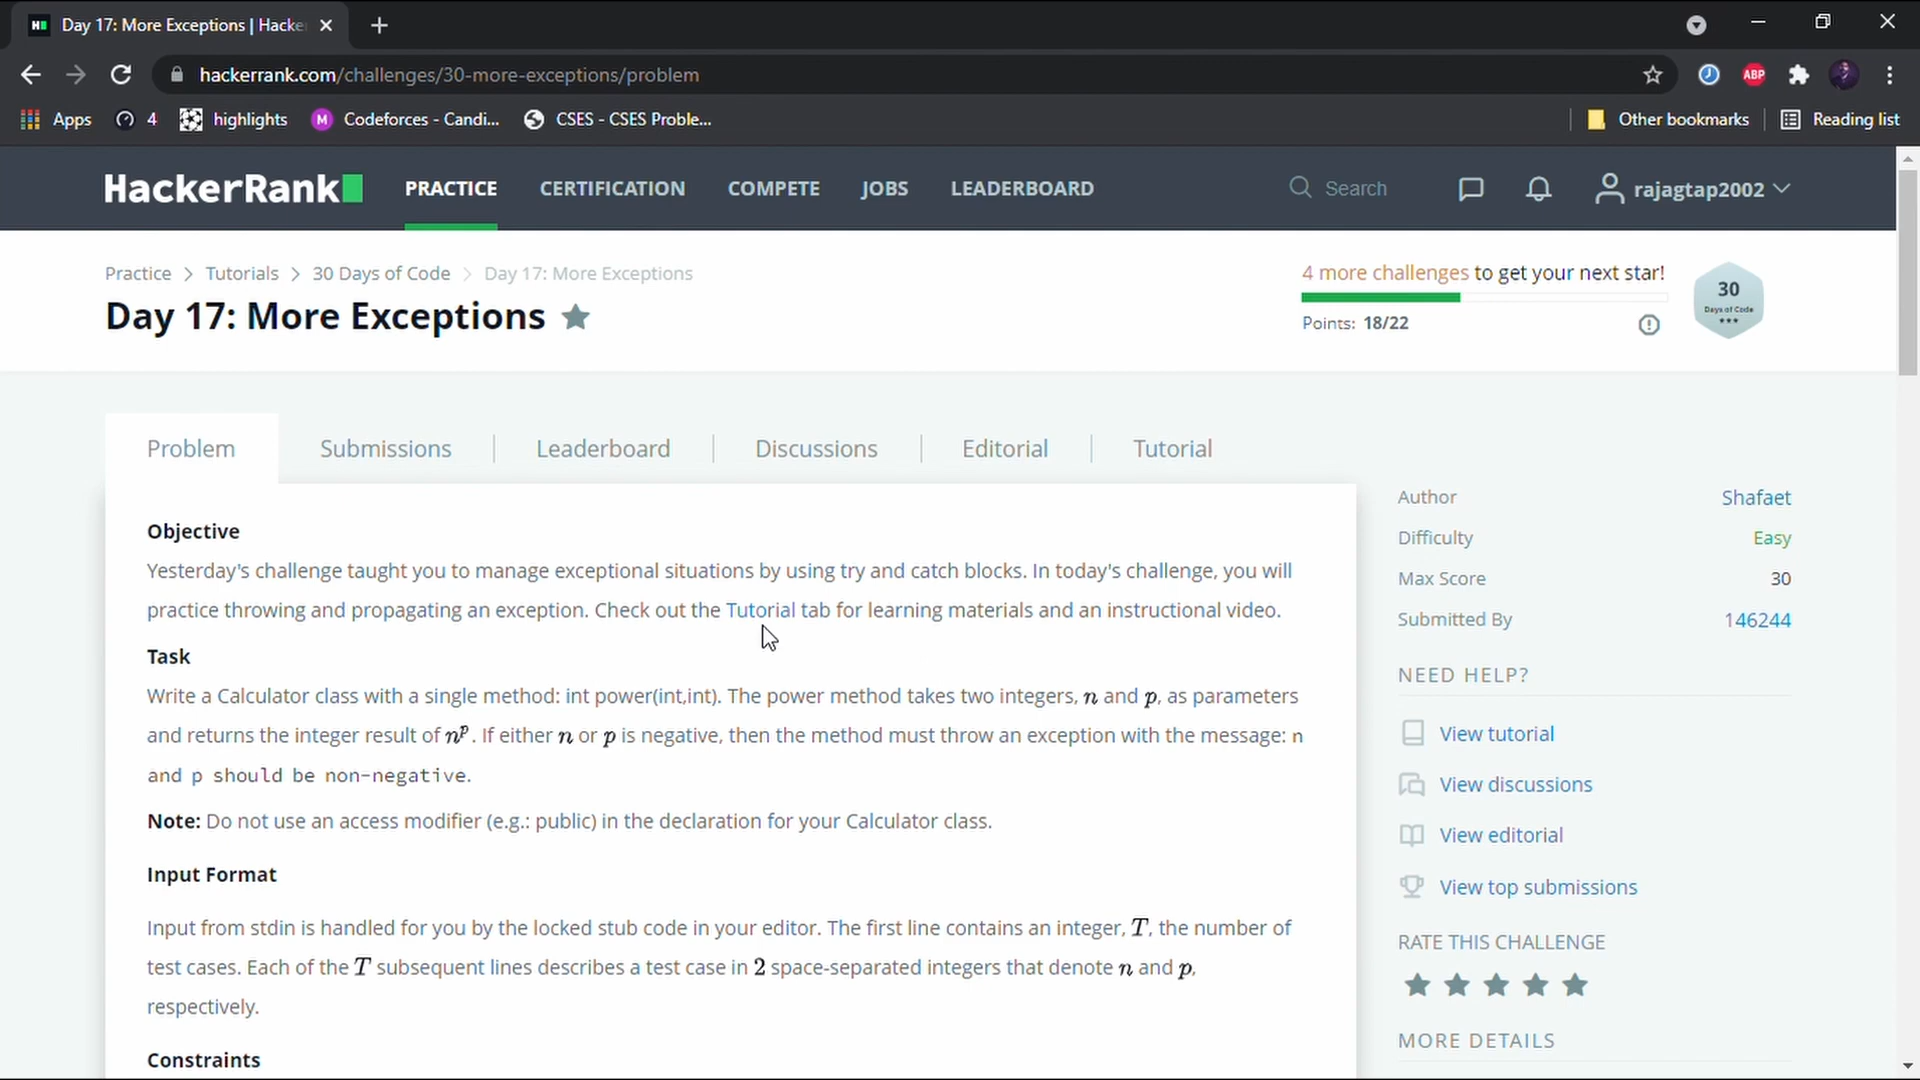 Day 17: More Exceptions | Hacke
hackerrank.com/challenges/30-more-exceptions/problem
ABP
Apps
4
highlights
M
Codeforces - Candi...
CSES - CSES Proble...
Other bookmarks
Reading list
HackerRank
PRACTICE
CERTIFICATION
COMPETE
JOBS
LEADERBOARD
Search
rajagtap2002
Practice > Tutorials > 30 Days of Code > Day 17: More Exceptions
Day 17: More Exceptions
4 more challenges to get your next star!
Points: 18/22
30
Days of Code
Problem
Submissions
Leaderboard
Discussions
Editorial
Tutorial
Objective
Yesterday's challenge taught you to manage exceptional situations by using try and catch blocks. In today's challenge, you will
practice throwing and propagating an exception. Check out the Tutorial tab for learning materials and an instructional video.
Task
Write a Calculator class with a single method: int power(int,int). The power method takes two integers, n and p, as parameters
and returns the integer result of n^p. If either n or p is negative, then the method must throw an exception with the message: n
and p should be non-negative.
Note: Do not use an access modifier (e.g.: public) in the declaration for your Calculator class.
Input Format
Input from stdin is handled for you by the locked stub code in your editor. The first line contains an integer, T, the number of
test cases. Each of the T subsequent lines describes a test case in 2 space-separated integers that denote n and p,
respectively.
Constraints
Author Shafaet
Difficulty Easy
Max Score 30
Submitted By 146244
NEED HELP?
View tutorial
View discussions
View editorial
View top submissions
RATE THIS CHALLENGE
MORE DETAILS